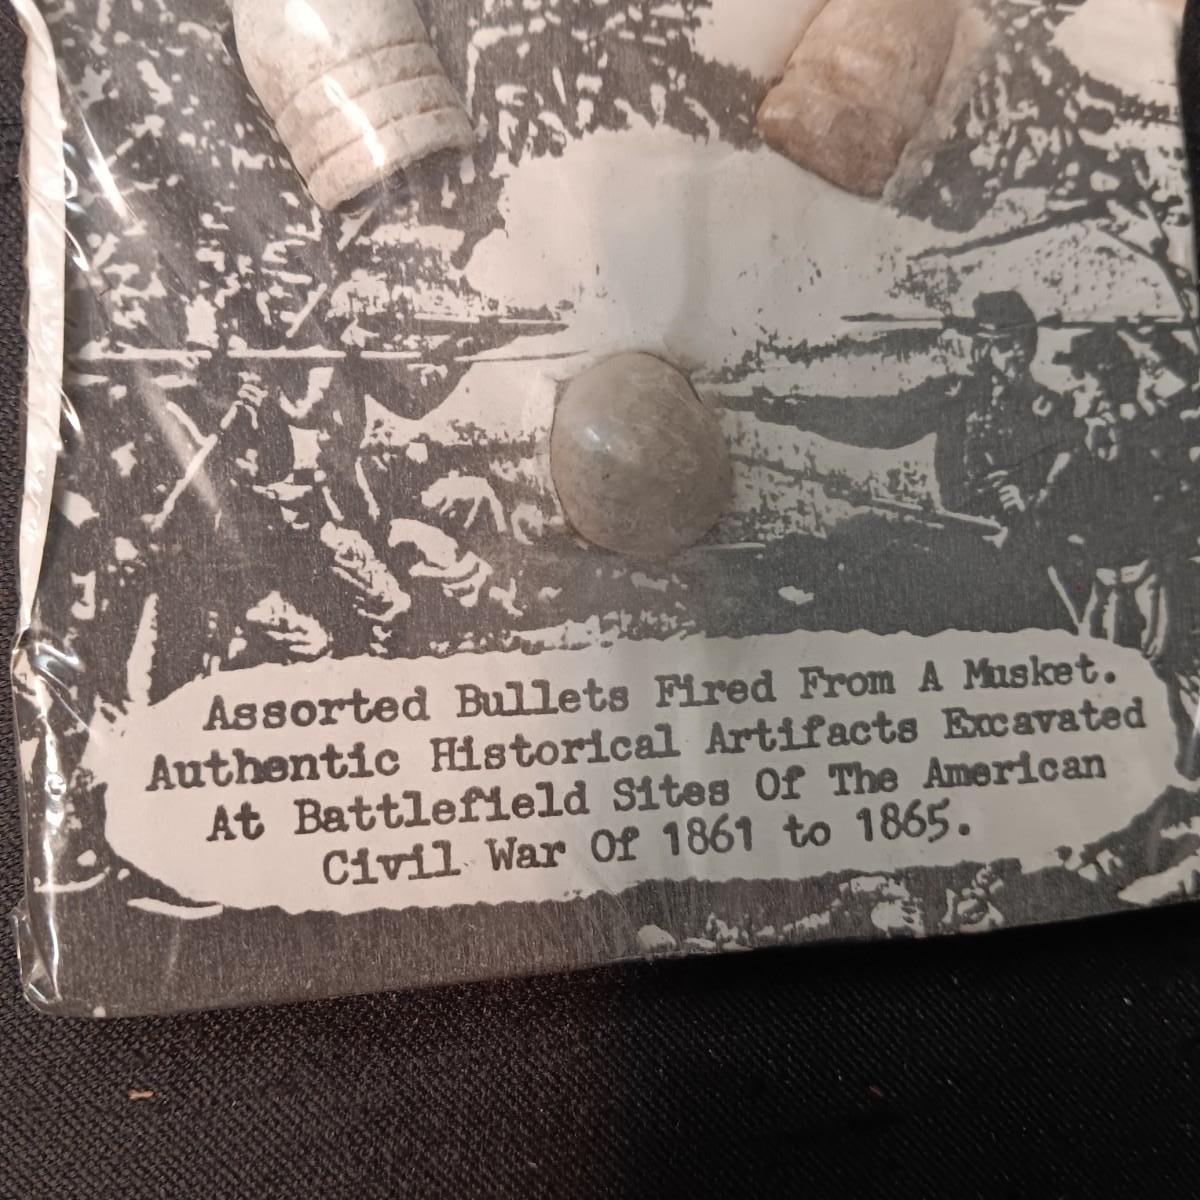 Assorted Bullets Fired From A Musket.
Authentic Historical Artifacts Excavated
At Battlefield Sites Of The American
Civil War Of 1861 to 1865.